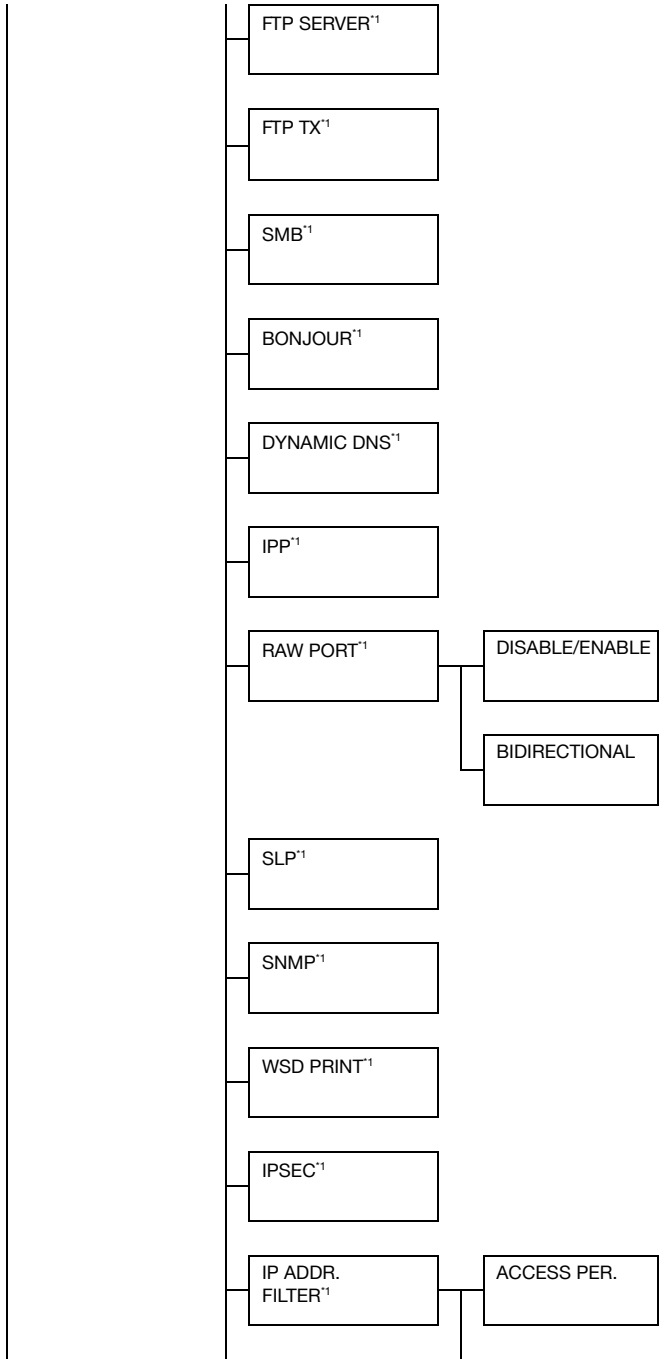 FTP SERVER*1
FTP TX*1
SMB*1
BONJOUR*1
DYNAMIC DNS*1
IPP*1
RAW PORT*1
DISABLE/ENABLE
BIDIRECTIONAL
SLP*1
SNMP*1
WSD PRINT*1
IPSEC*1
IP ADDR.
FILTER*1
ACCESS PER.